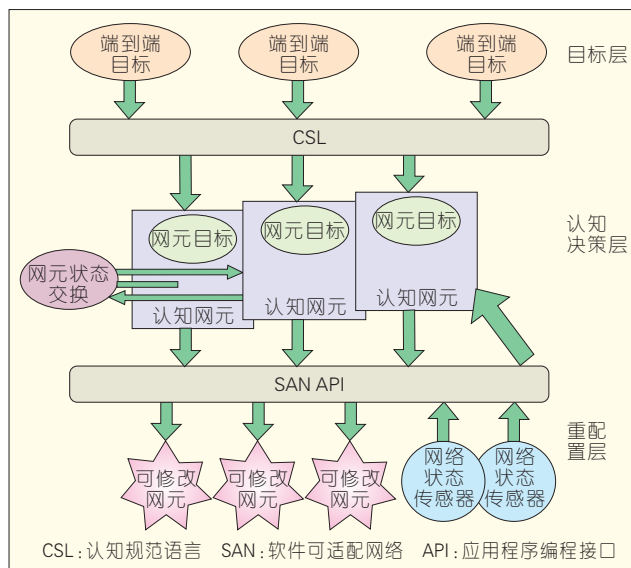 端到端
目标
端到端
目标
端到端
目标
目标层
CSL
网元目标
网元目标
网元目标
认知
决策层
网元状态
交换
认知网元
认知网元
认知网元
SAN API
重配
置层
可修改
网元
可修改
网元
可修改
网元
网络
状态
传感器
网络
状态
传感器
CSL：认知规范语言 SAN：软件可适配网络 API：应用程序编程接口